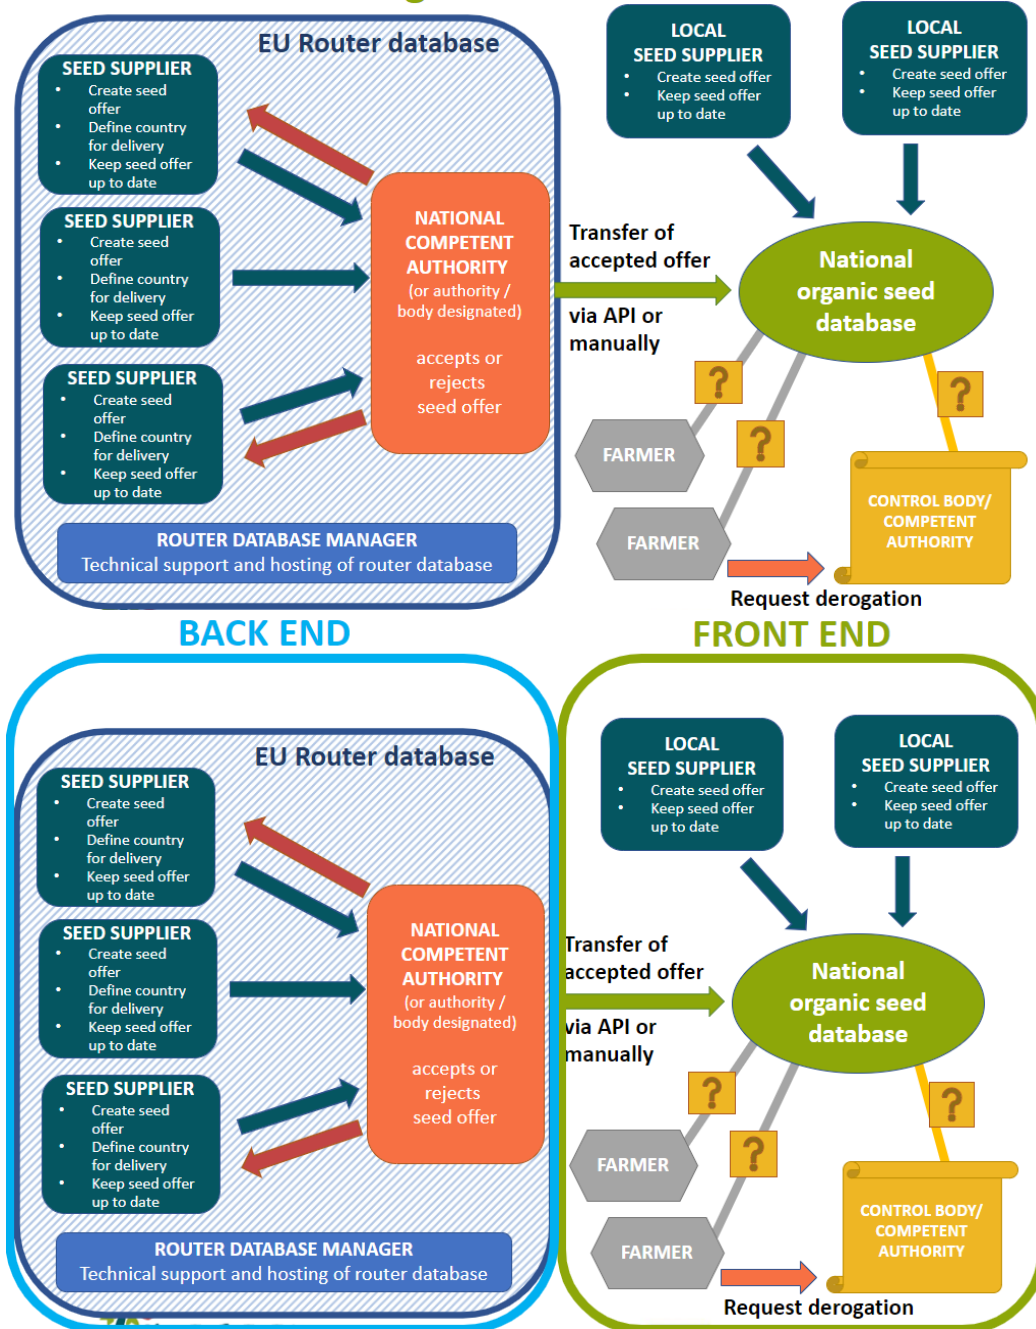 EU Router database
SEED SUPPLIER
• Create seed
offer
• Define country
for delivery
• Keep seed offer
up to date
SEED SUPPLIER
• Create seed
offer
• Define country
for delivery
• Keep seed offer
up to date
SEED SUPPLIER
• Create seed
offer
• Define country
for delivery
• Keep seed offer
up to date
NATIONAL
COMPETENT
AUTHORITY
(or authority /
body designated)
accepts or
rejects
seed offer
ROUTER DATABASE MANAGER
Technical support and hosting of router database
LOCAL
SEED SUPPLIER
• Create seed offer
• Keep seed offer
up to date
LOCAL
SEED SUPPLIER
• Create seed offer
• Keep seed offer
up to date
Transfer of
accepted offer
via API or
manually
National
organic seed
database
?
?
?
FARMER
FARMER
CONTROL BODY/
COMPETENT
AUTHORITY
Request derogation
BACK END
FRONT END
EU Router database
SEED SUPPLIER
• Create seed
offer
• Define country
for delivery
• Keep seed offer
up to date
SEED SUPPLIER
• Create seed
offer
• Define country
for delivery
• Keep seed offer
up to date
SEED SUPPLIER
• Create seed
offer
• Define country
for delivery
• Keep seed offer
up to date
NATIONAL
COMPETENT
AUTHORITY
(or authority /
body designated)
accepts or
rejects
seed offer
ROUTER DATABASE MANAGER
Technical support and hosting of router database
LOCAL
SEED SUPPLIER
• Create seed offer
• Keep seed offer
up to date
LOCAL
SEED SUPPLIER
• Create seed offer
• Keep seed offer
up to date
Transfer of
accepted offer
via API or
manually
National
organic seed
database
?
?
?
FARMER
FARMER
CONTROL BODY/
COMPETENT
AUTHORITY
Request derogation